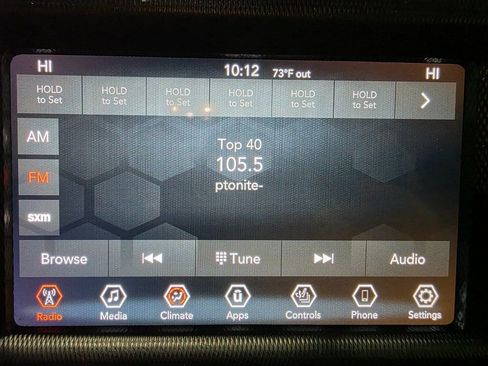 HI 10:12 73°F out HI
HOLD HOLD HOLD HOLD HOLD HOLD
to Set to Set to Set to Set to Set to Set
AM
Top 40
105.5
FM
ptonite-
sxm
Browse Tune Audio
Radio Media Climate Apps Controls Phone Settings